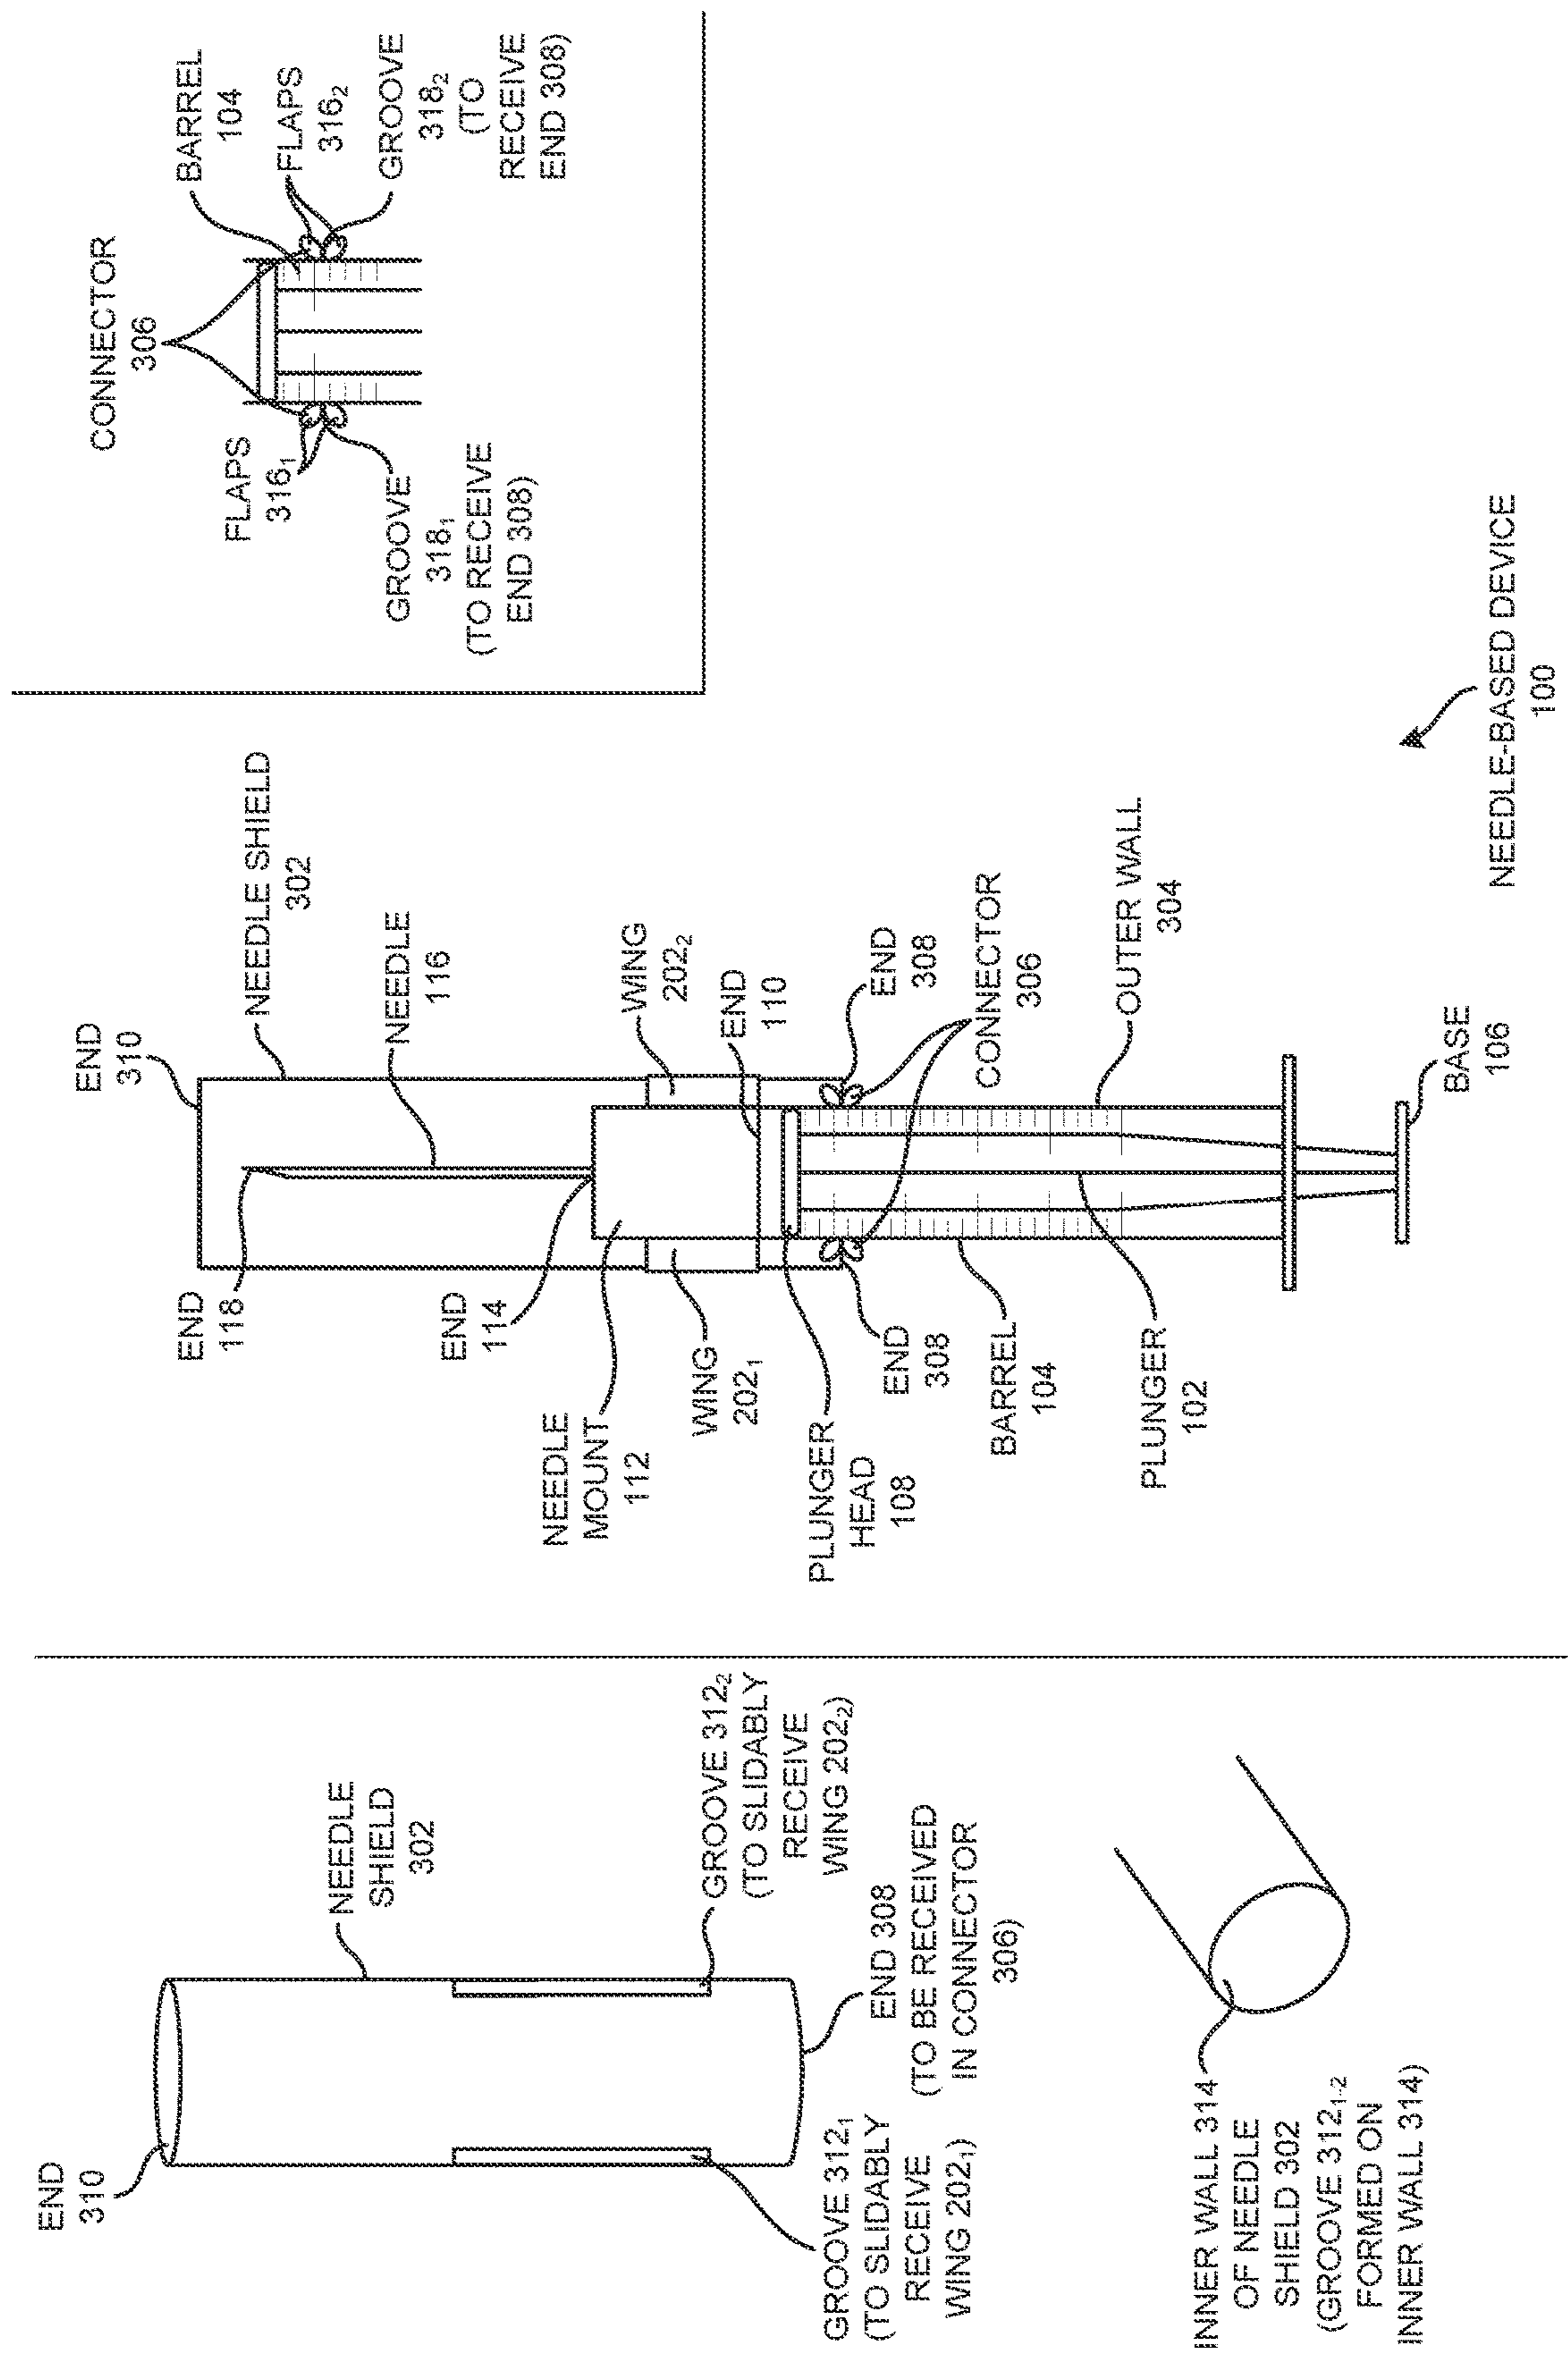 END
310
NEEDLE
SHIELD
302
GROOVE 312₂
(TO SLIDABLY
RECEIVE
WING 202₂)
GROOVE 312₁
(TO SLIDABLY
RECEIVE
WING 202₁)
END 308
(TO BE RECEIVED
IN CONNECTOR
306)
INNER WALL 314
OF NEEDLE
SHIELD 302
(GROOVE 312₁₋₂
FORMED ON
INNER WALL 314)
END
310
NEEDLE SHIELD
302
END
118
NEEDLE
116
END
114
NEEDLE
MOUNT
112
WING
202₂
WING
202₁
END
110
PLUNGER
HEAD
108
END
308
END
308
CONNECTOR
306
BARREL
104
OUTER WALL
304
PLUNGER
102
BASE
106
CONNECTOR
306
BARREL
104
FLAPS
316₁
FLAPS
316₂
GROOVE
318₁
(TO RECEIVE
END 308)
GROOVE
318₂
(TO
RECEIVE
END 308)
NEEDLE-BASED DEVICE
100